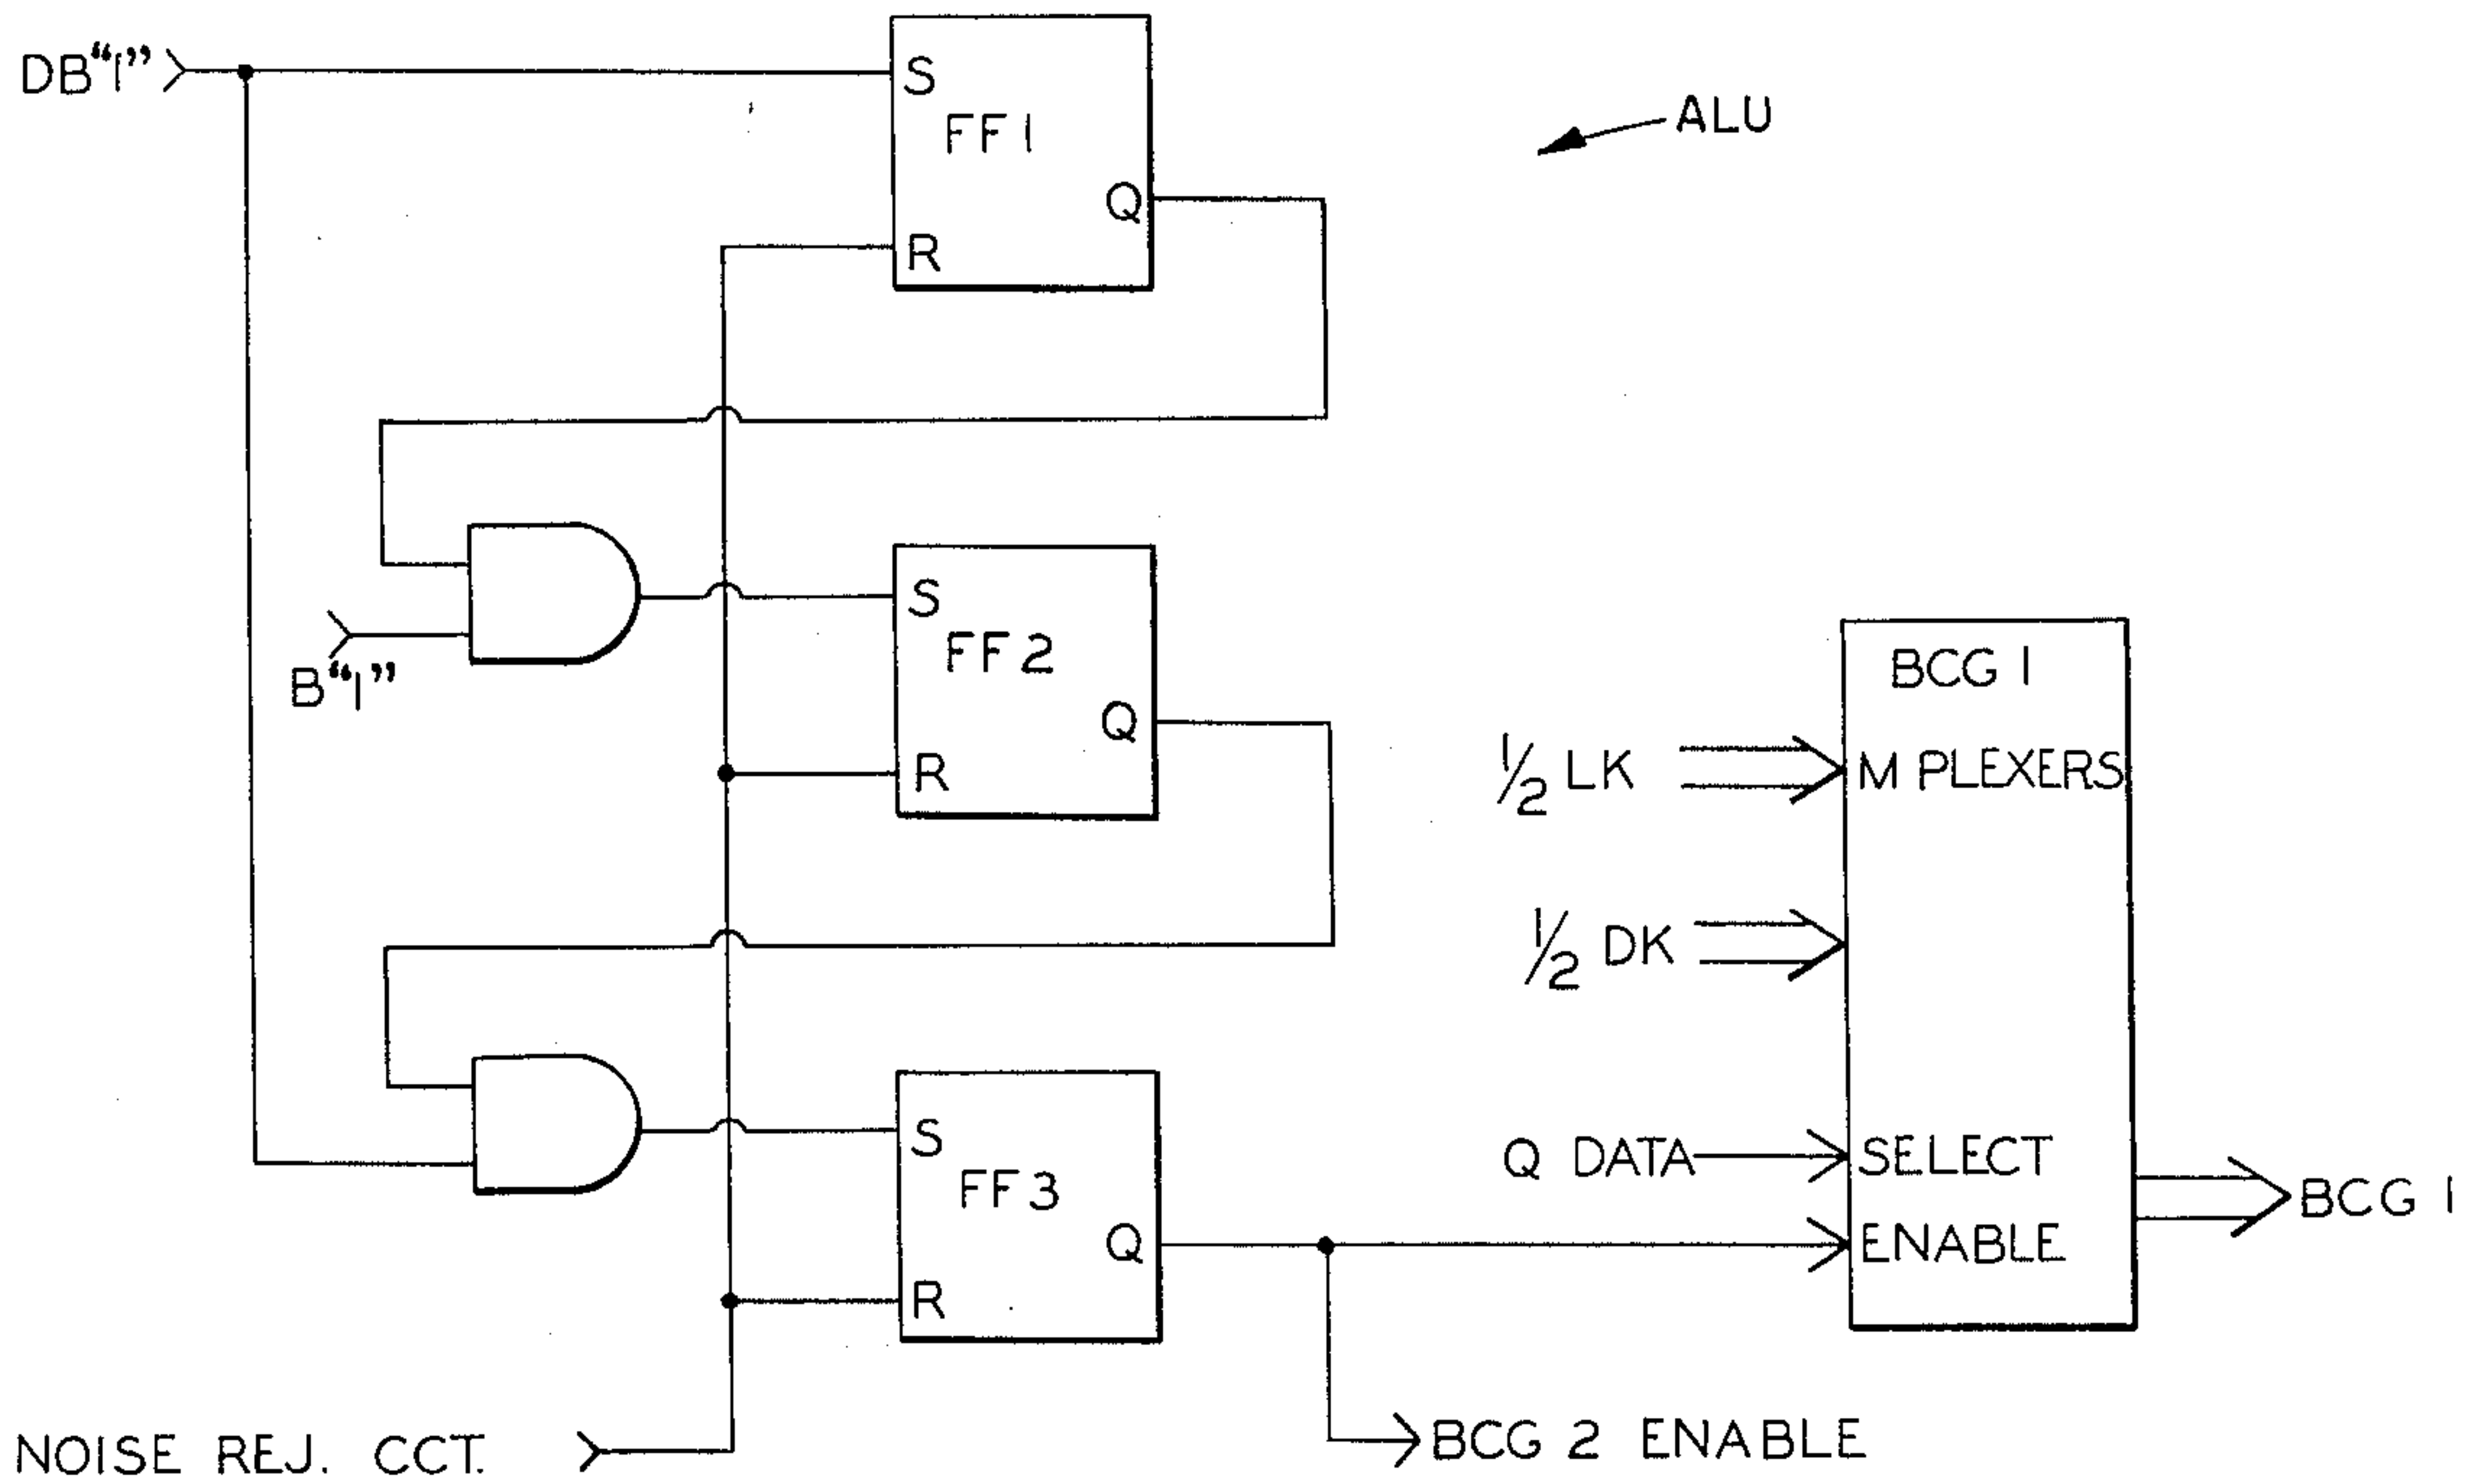 DB“1”
S
FF1
Q
R
ALU
B“1”
S
FF2
Q
R
BCG 1
½ LK
M PLEXERS
½ DK
S
FF3
Q
R
Q DATA
SELECT
ENABLE
BCG 1
NOISE REJ. CCT.
BCG 2 ENABLE